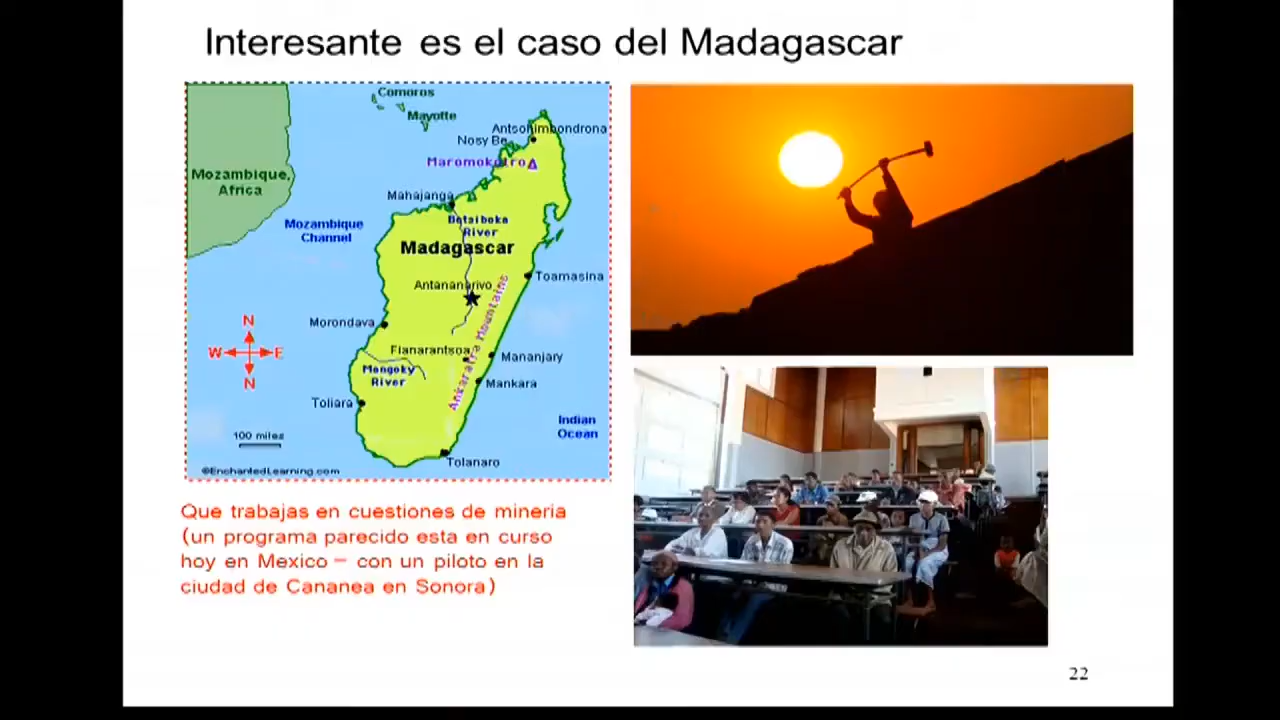 Interesante es el caso del Madagascar
Comoros
Mayotte
Antsohimbondrona
Nosy Be
Maromokotro
Mozambique,
Africa
Mahajanga
Mozambique
Channel
Betsiboka
River
Madagascar
Toamasina
Antananarivo
Morondava
Fianarantsoa
Ankaratra Mountains
Mananjary
N
W E
N
Mangoky
River
Mankara
Toliara
Indian
Ocean
100 miles
Tolanaro
©EnchantedLearning.com
Que trabajas en cuestiones de mineria
(un programa parecido esta en curso
hoy en Mexico – con un piloto en la
ciudad de Cananea en Sonora)
22